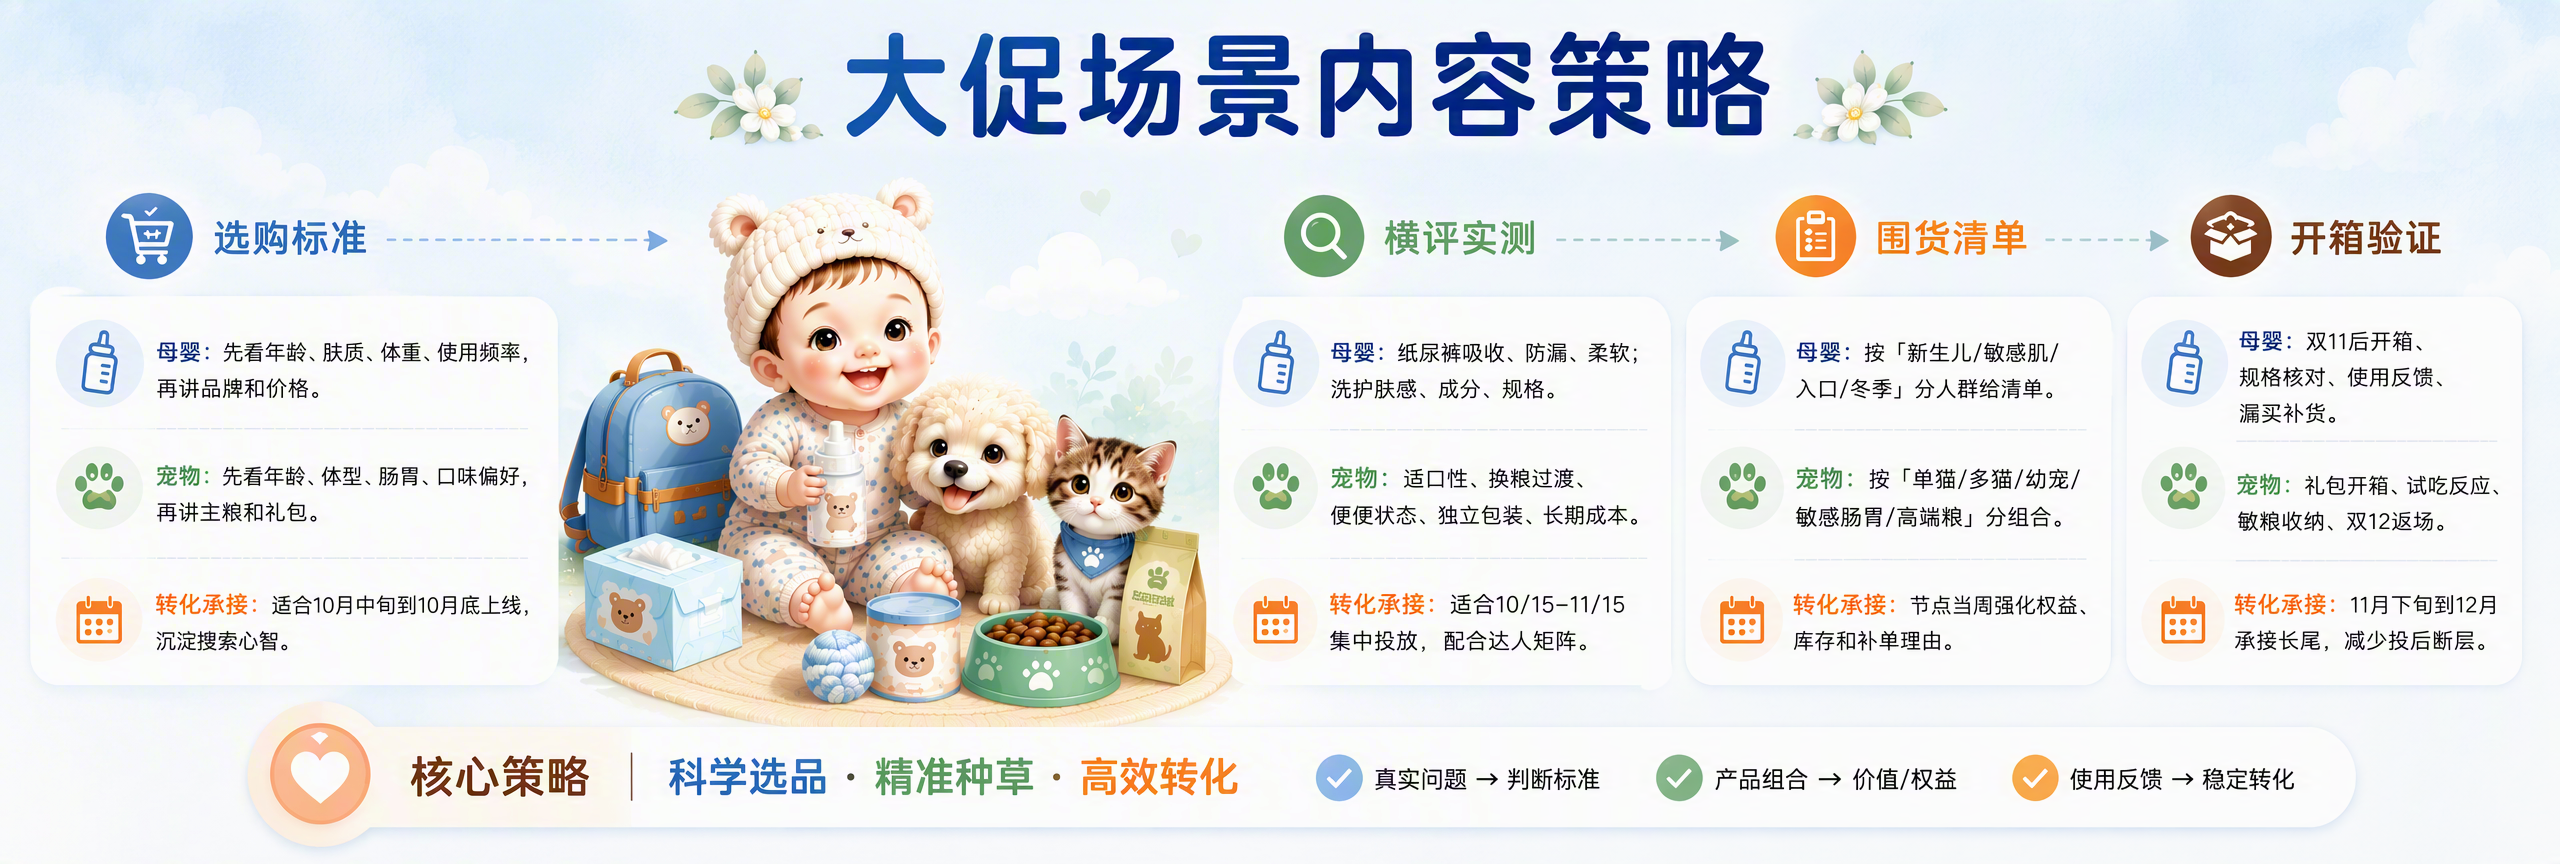 大促场景内容策略
选购标准
母婴：先看年龄、肤质、体重、使用频率，
再讲品牌和价格。
宠物：先看年龄、体型、肠胃、口味偏好，
再讲主粮和礼包。
转化承接：适合10月中旬到10月底上线，
沉淀搜索心智。
横评实测
母婴：纸尿裤吸收、防漏、柔软；
洗护肤感、成分、规格。
宠物：适口性、换粮过渡、
便便状态、独立包装、长期成本。
转化承接：适合10/15-11/15
集中投放，配合达人矩阵。
围货清单
母婴：按「新生儿/敏感肌/
入口/冬季」分人群给清单。
宠物：按「单猫/多猫/幼宠/
敏感肠胃/高端粮」分组合。
转化承接：节点当周强化权益、
库存和补单理由。
开箱验证
母婴：双11后开箱、
规格核对、使用反馈、
漏买补货。
宠物：礼包开箱、试吃反应、
敏粮收纳、双12返场。
转化承接：11月下旬到12月
承接长尾，减少投后断层。
核心策略
科学选品 · 精准种草 · 高效转化
真实问题 → 判断标准
产品组合 → 价值/权益
使用反馈 → 稳定转化